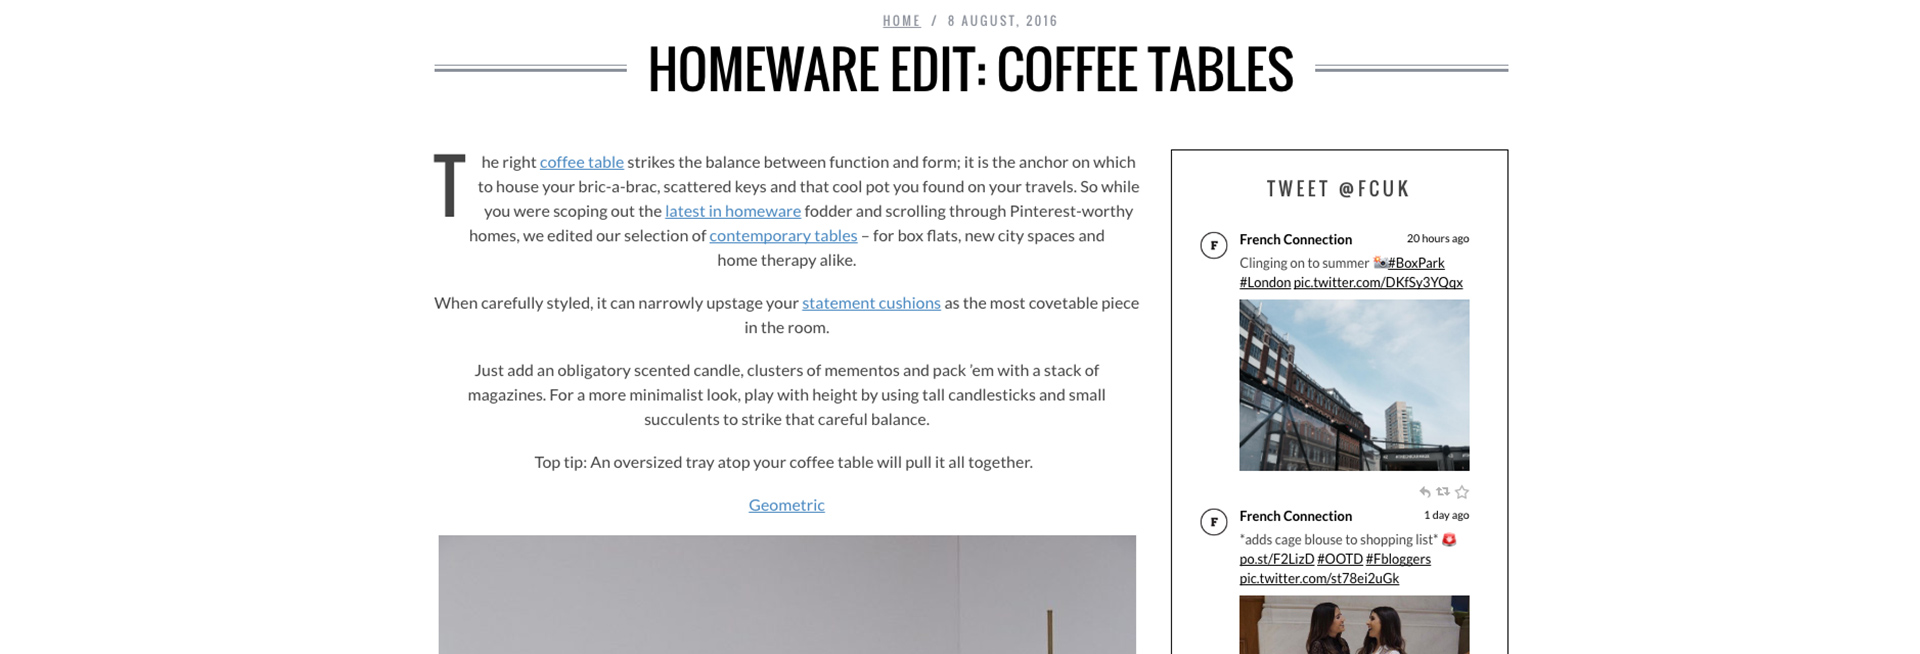 HOME / 8 AUGUST, 2016
HOMEWARE EDIT: COFFEE TABLES
The right coffee table strikes the balance between function and form; it is the anchor on which
to house your bric-a-brac, scattered keys and that cool pot you found on your travels. So while
you were scoping out the latest in homeware fodder and scrolling through Pinterest-worthy
homes, we edited our selection of contemporary tables – for box flats, new city spaces and
home therapy alike.
When carefully styled, it can narrowly upstage your statement cushions as the most covetable piece
in the room.
Just add an obligatory scented candle, clusters of mementos and pack ’em with a stack of
magazines. For a more minimalist look, play with height by using tall candlesticks and small
succulents to strike that careful balance.
Top tip: An oversized tray atop your coffee table will pull it all together.
Geometric
TWEET @FCUK
F
French Connection 20 hours ago
Clinging on to summer 📸#BoxPark
#London pic.twitter.com/DKfSy3YQqx
F
French Connection 1 day ago
*adds cage blouse to shopping list* 🚨
po.st/F2LizD #OOTD #Fbloggers
pic.twitter.com/st78ei2uGk